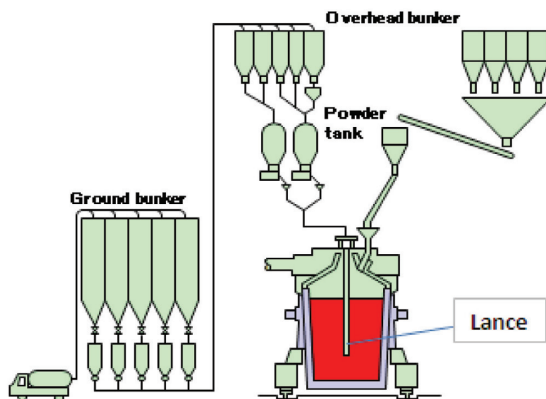 Overhead bunker
Powder
tank
Ground bunker
Lance